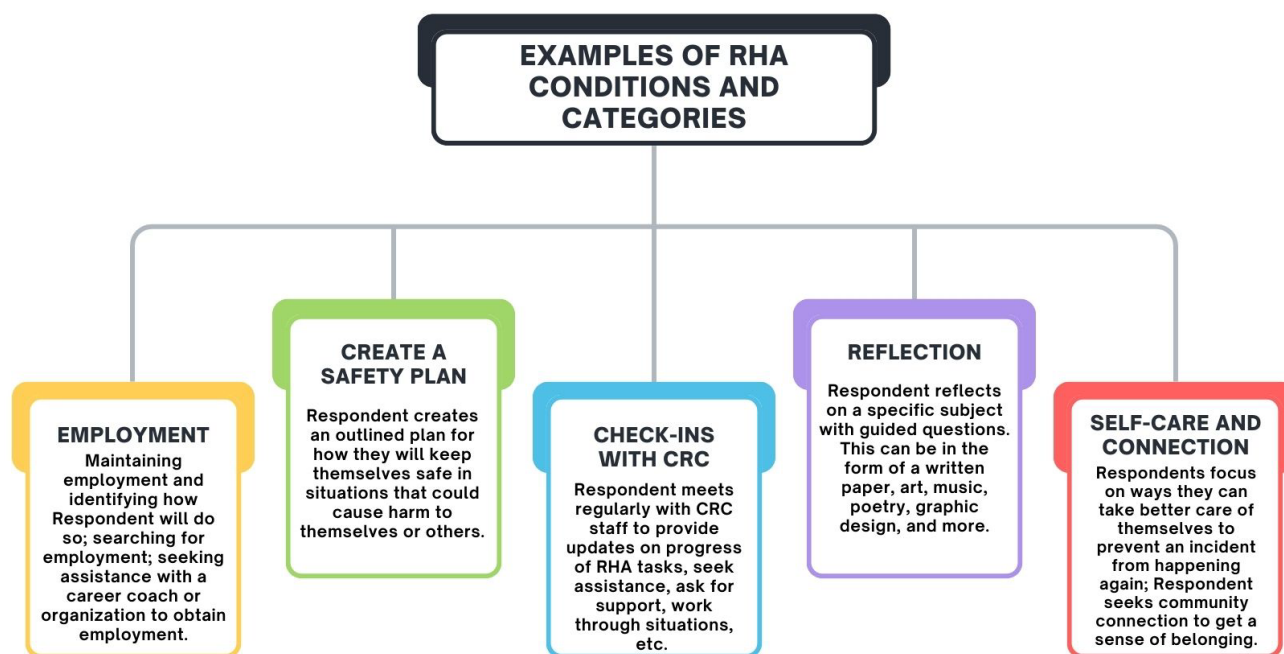 EXAMPLES OF RHA
CONDITIONS AND
CATEGORIES
EMPLOYMENT
Maintaining
employment and
identifying how
Respondent will do
so; searching for
employment; seeking
assistance with a
career coach or
organization to obtain
employment.
CREATE A
SAFETY PLAN
Respondent creates
an outlined plan for
how they will keep
themselves safe in
situations that could
cause harm to
themselves or others.
CHECK-INS
WITH CRC
Respondent meets
regularly with CRC
staff to provide
updates on progress
of RHA tasks, seek
assistance, ask for
support, work
through situations,
etc.
REFLECTION
Respondent reflects
on a specific subject
with guided questions.
This can be in the
form of a written
paper, art, music,
poetry, graphic
design, and more.
SELF-CARE AND
CONNECTION
Respondents focus
on ways they can
take better care of
themselves to
prevent an incident
from happening
again; Respondent
seeks community
connection to get a
sense of belonging.